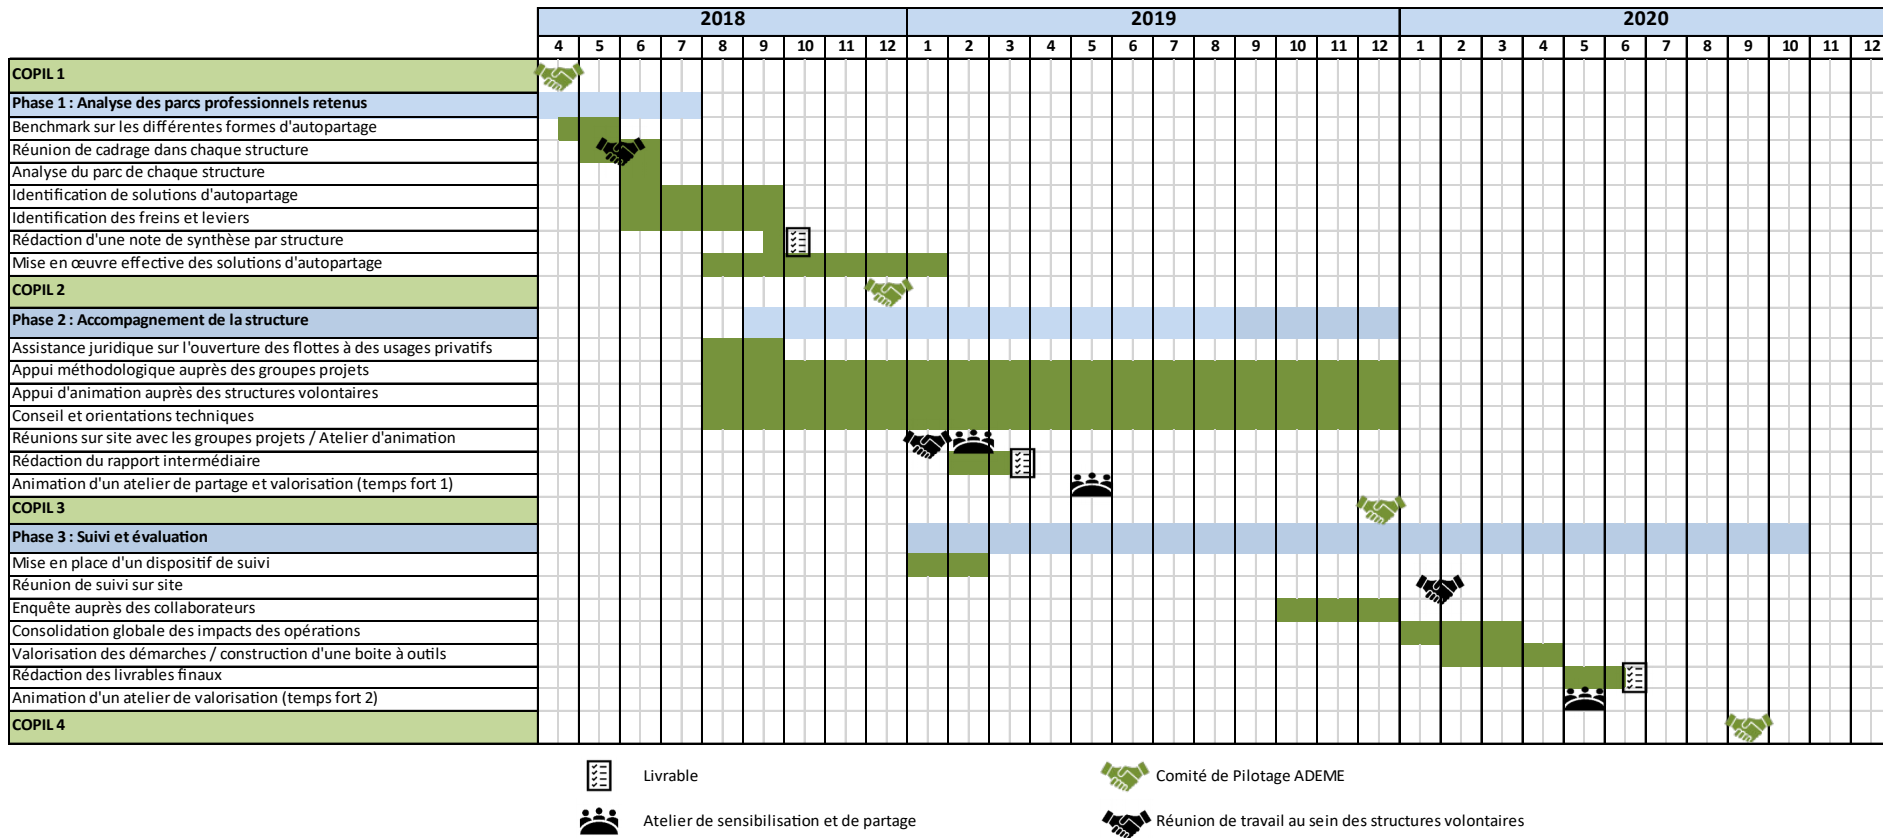 2018 2019 2020
4 5 6 7 8 9 10 11 12 1 2 3 4 5 6 7 8 9 10 11 12 1 2 3 4 5 6 7 8 9 10 11 12
COPIL 1
Phase 1 : Analyse des parcs professionnels retenus
Benchmark sur les différentes formes d'autopartage
Réunion de cadrage dans chaque structure
Analyse du parc de chaque structure
Identification de solutions d'autopartage
Identification des freins et leviers
Rédaction d'une note de synthèse par structure
Mise en œuvre effective des solutions d'autopartage
COPIL 2
Phase 2 : Accompagnement de la structure
Assistance juridique sur l'ouverture des flottes à des usages privatifs
Appui méthodologique auprès des groupes projets
Appui d'animation auprès des structures volontaires
Conseil et orientations techniques
Réunions sur site avec les groupes projets / Atelier d'animation
Rédaction du rapport intermédiaire
Animation d'un atelier de partage et valorisation (temps fort 1)
COPIL 3
Phase 3 : Suivi et évaluation
Mise en place d'un dispositif de suivi
Réunion de suivi sur site
Enquête auprès des collaborateurs
Consolidation globale des impacts des opérations
Valorisation des démarches / construction d'une boite à outils
Rédaction des livrables finaux
Animation d'un atelier de valorisation (temps fort 2)
COPIL 4
Livrable
Comité de Pilotage ADEME
Atelier de sensibilisation et de partage
Réunion de travail au sein des structures volontaires